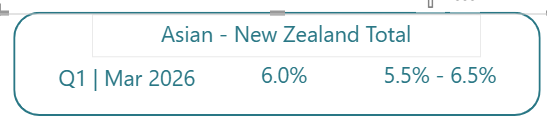 Asian - New Zealand Total
Q1 | Mar 2026 6.0% 5.5% - 6.5%